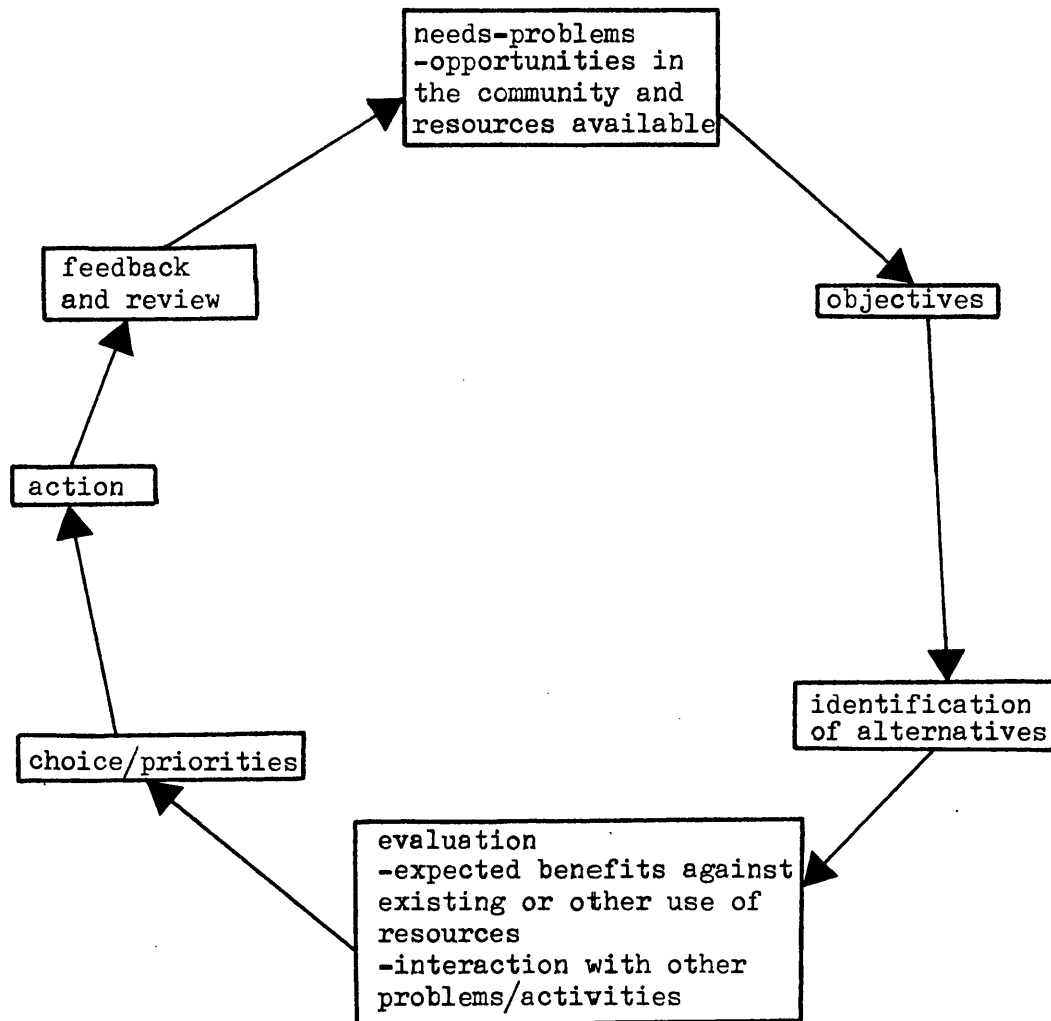 needs-problems
-opportunities in
the community and
resources available
objectives
identification
of alternatives
evaluation
-expected benefits against
existing or other use of
resources
-interaction with other
problems/activities
choice/priorities
action
feedback
and review